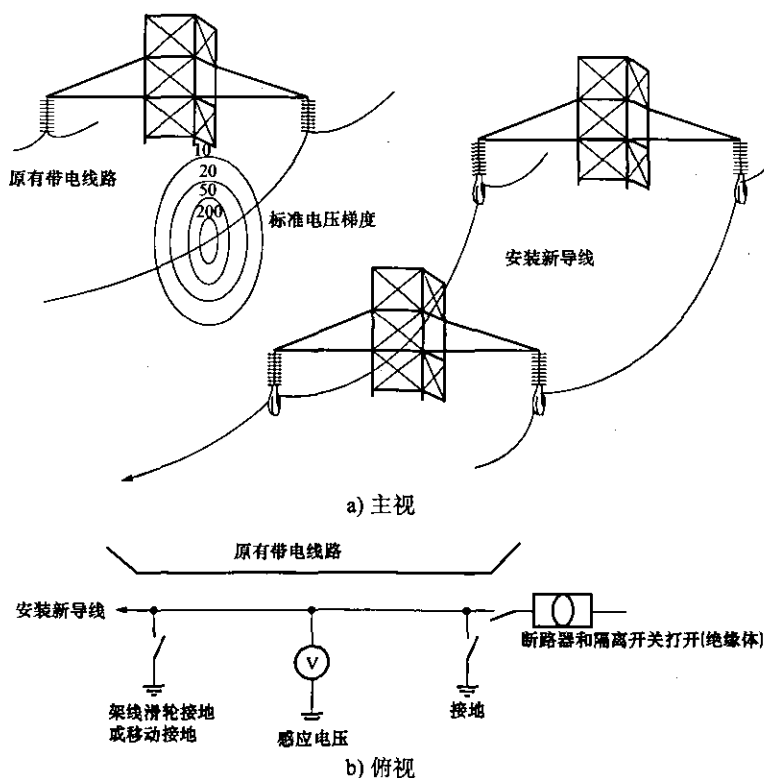 10
20
50
200
原有带电线路
标准电压梯度
安装新导线
a) 主视
原有带电线路
安装新导线
断路器和隔离开关打开(绝缘体)
V
架线滑轮接地
或移动接地
感应电压
接地
b) 俯视